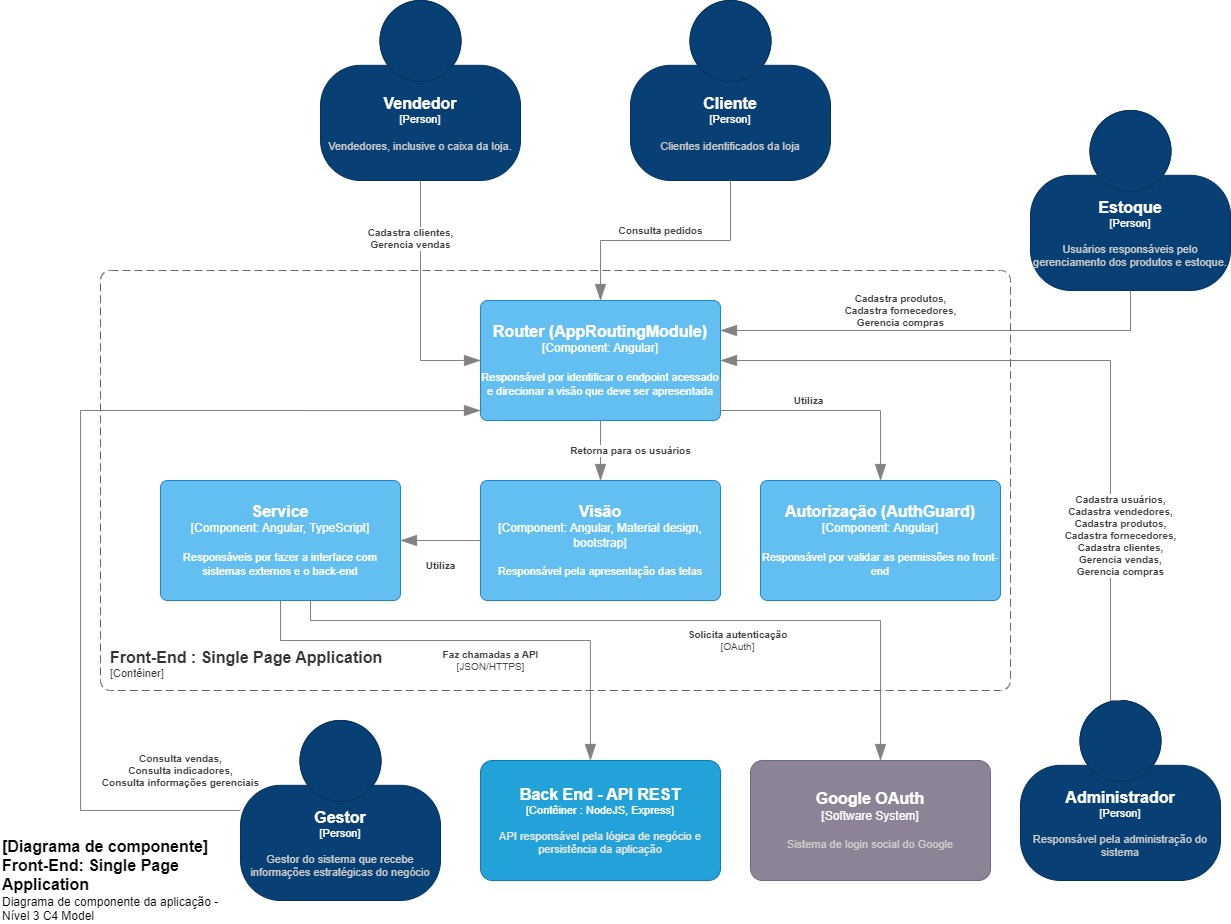 Vendedor
[Person]
Vendedores, inclusive o caixa da loja.
Cliente
[Person]
Clientes identificados da loja
Estoque
[Person]
Usuários responsáveis pelo
gerenciamento dos produtos e estoque.
Cadastra clientes,
Gerencia vendas
Consulta pedidos
Cadastra produtos,
Cadastra fornecedores,
Gerencia compras
Router (AppRoutingModule)
[Component: Angular]
Responsável por identificar o endpoint acessado
e direcionar a visão que deve ser apresentada
Utiliza
Retorna para os usuários
Service
[Component: Angular, TypeScript]
Responsáveis por fazer a interface com
sistemas externos e o back-end
Utiliza
Visão
[Component: Angular, Material design,
bootstrap]
Responsável pela apresentação das telas
Autorização (AuthGuard)
[Component: Angular]
Responsável por validar as permissões no front-
end
Cadastra usuários,
Cadastra vendedores,
Cadastra produtos,
Cadastra fornecedores,
Cadastra clientes,
Gerencia vendas,
Gerencia compras
Solicita autenticação
[OAuth]
Faz chamadas a API
[JSON/HTTPS]
Front-End : Single Page Application
[Contêiner]
Consulta vendas,
Consulta indicadores,
Consulta informações gerenciais
Gestor
[Person]
Gestor do sistema que recebe
informações estratégicas do negócio
Back End - API REST
[Contêiner : NodeJS, Express]
API responsável pela lógica de negócio e
persistência da aplicação
Google OAuth
[Software System]
Sistema de login social do Google
Administrador
[Person]
Responsável pela administração do
sistema
[Diagrama de componente]
Front-End: Single Page
Application
Diagrama de componente da aplicação -
Nível 3 C4 Model